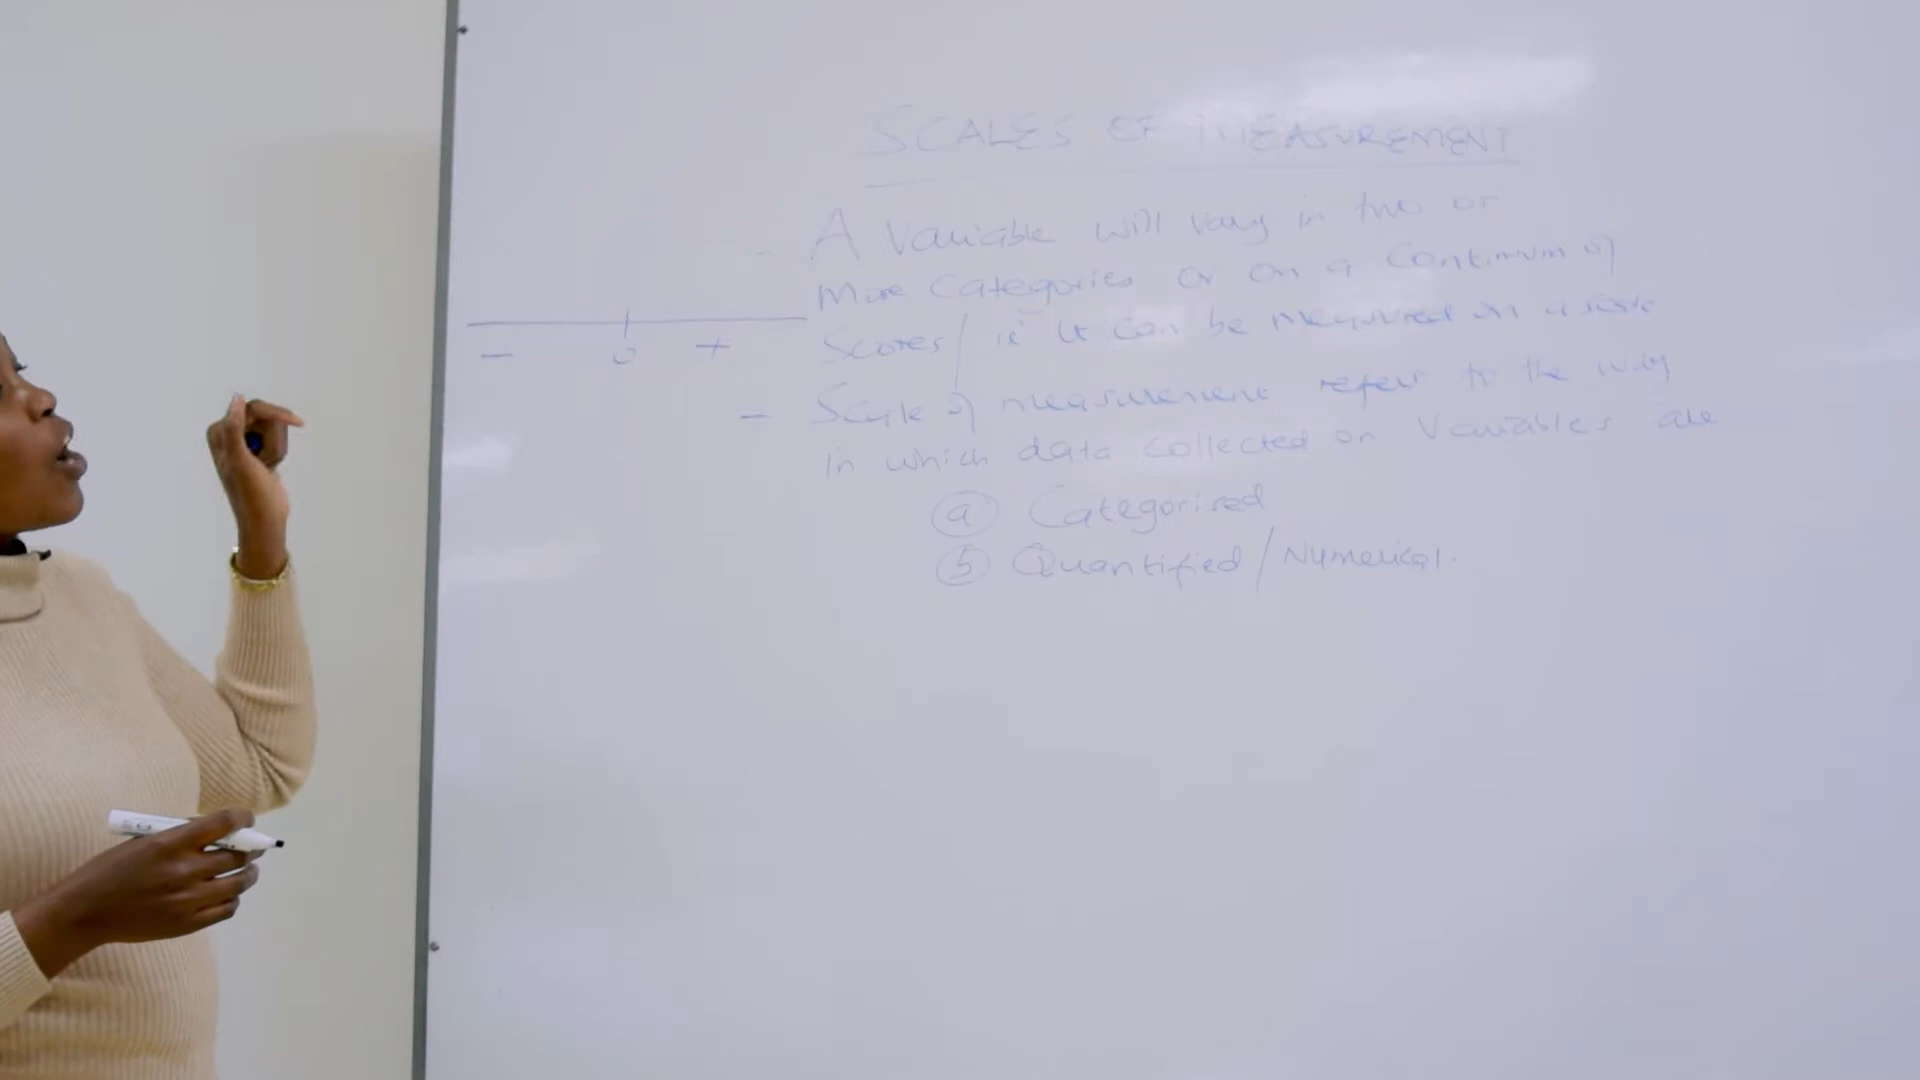 SCALES OF MEASUREMENT
- A Variable will vary in two or
More Categories or on a Continuum of
Scores / ie it can be measured on a scale
- Scale of measurement refers to the way
in which data collected on Variables are
(a) Categorised
(b) Quantified / Numerical.
- 0 +